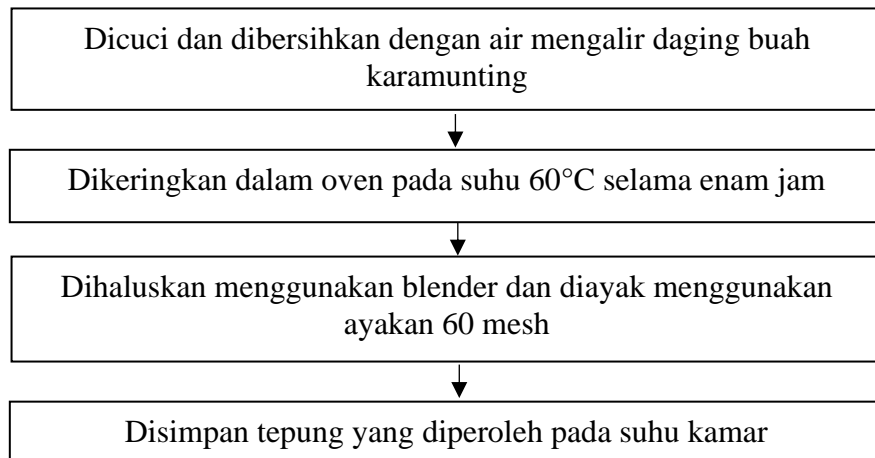 Dicuci dan dibersihkan dengan air mengalir daging buah
karamunting
Dikeringkan dalam oven pada suhu 60°C selama enam jam
Dihaluskan menggunakan blender dan diayak menggunakan
ayakan 60 mesh
Disimpan tepung yang diperoleh pada suhu kamar